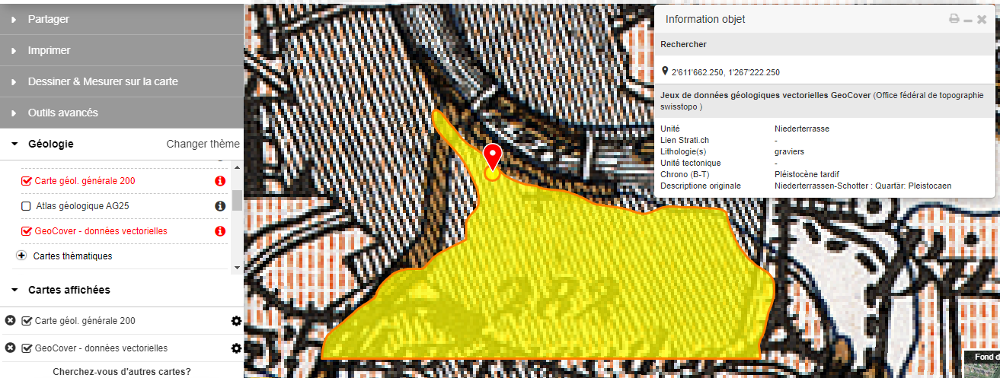 Partager
Imprimer
Dessiner & Mesurer sur la carte
Outils avancés
Géologie Changer thème
Carte géol. générale 200
Atlas géologique AG25
GeoCover - données vectorielles
Cartes thématiques
Cartes affichées
Carte géol. générale 200
GeoCover - données vectorielles
Cherchez-vous d'autres cartes?
Information objet
Rechercher
2'611'662.250, 1'267'222.250
Jeux de données géologiques vectorielles GeoCover (Office fédéral de topographie
swisstopo )
Unité Niederterrasse
Lien Strati.ch -
Lithologie(s) graviers
Unité tectonique -
Chrono (B-T) Pléistocène tardif
Descriptione originale Niederterrassen-Schotter : Quartär: Pleistocaen
Fond d